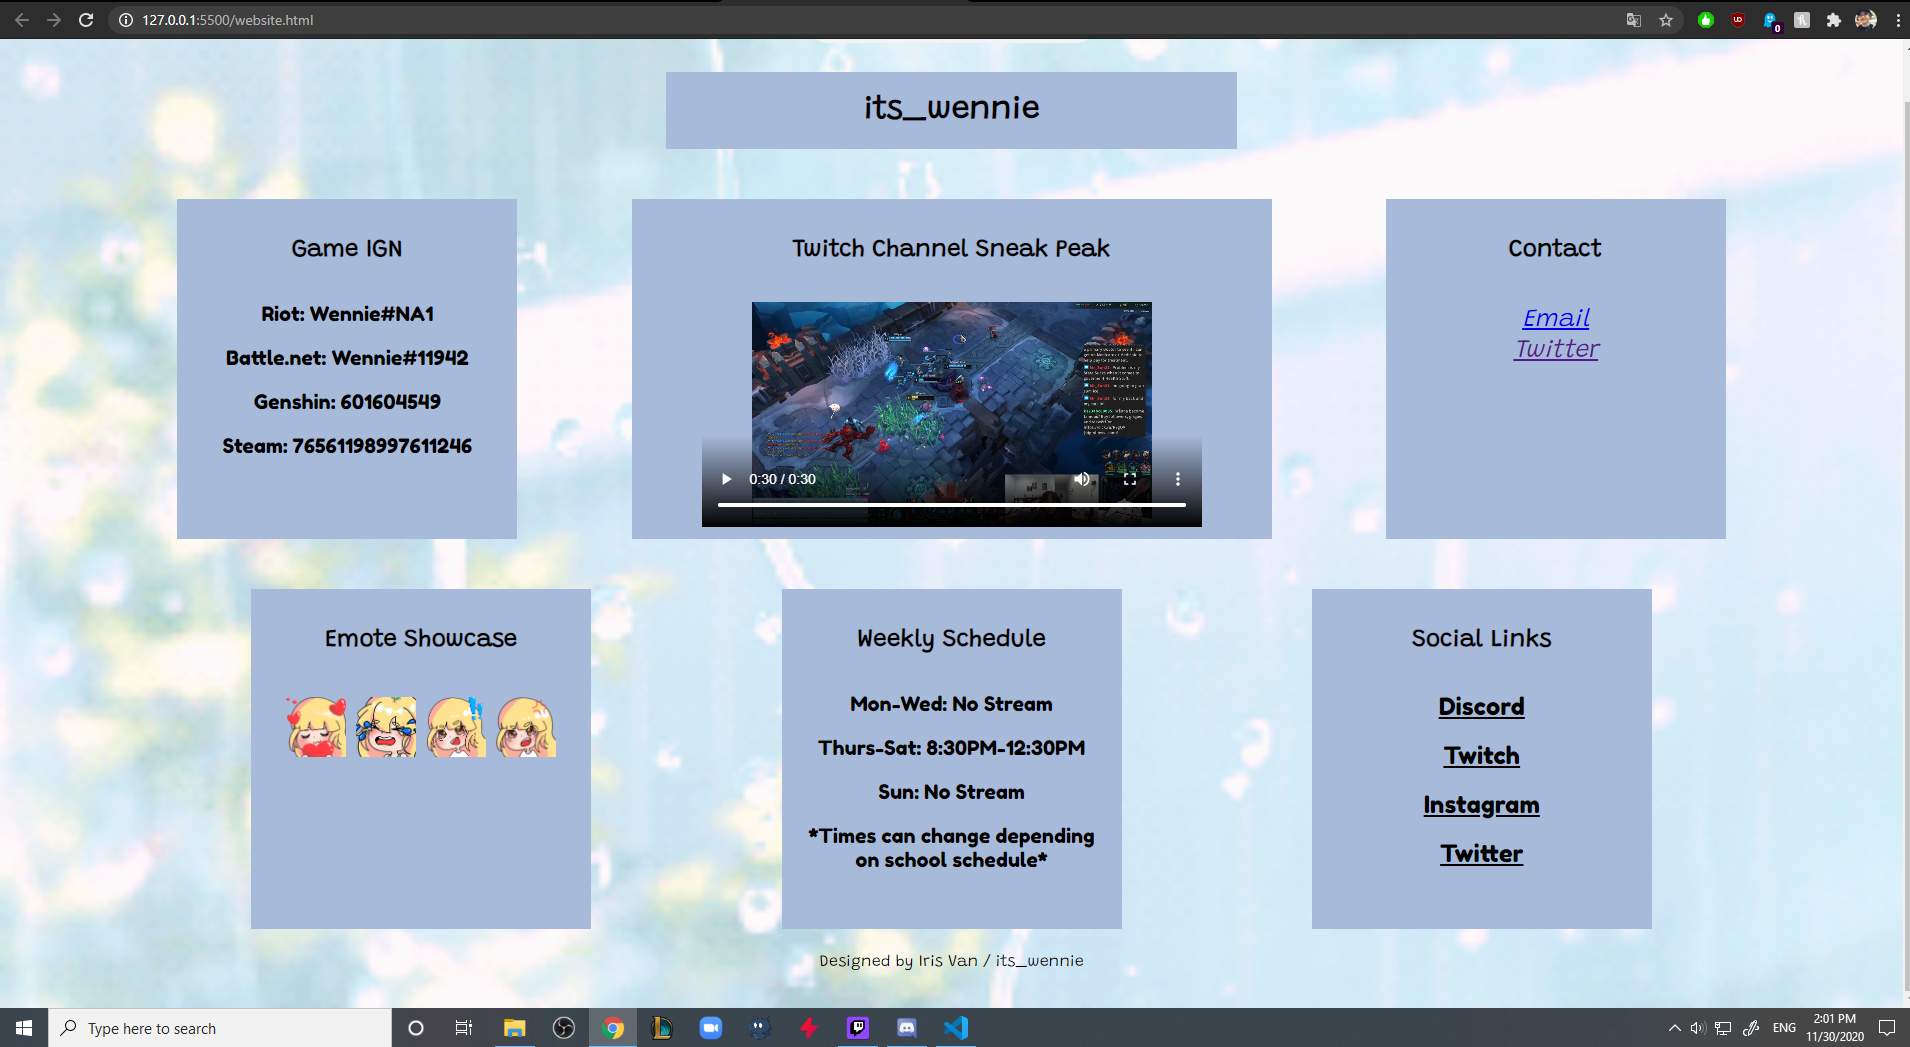 127.0.0.1:5500/website.html
0
its_wennie
Game IGN
Riot: Wennie#NA1
Battle.net: Wennie#11942
Genshin: 601604549
Steam: 76561198997611246
Twitch Channel Sneak Peak
0:30 / 0:30
Contact
Email
Twitter
Emote Showcase
Weekly Schedule
Mon-Wed: No Stream
Thurs-Sat: 8:30PM-12:30PM
Sun: No Stream
*Times can change depending
on school schedule*
Social Links
Discord
Twitch
Instagram
Twitter
Designed by Iris Van / its_wennie
Type here to search
ENG
2:01 PM
11/30/2020